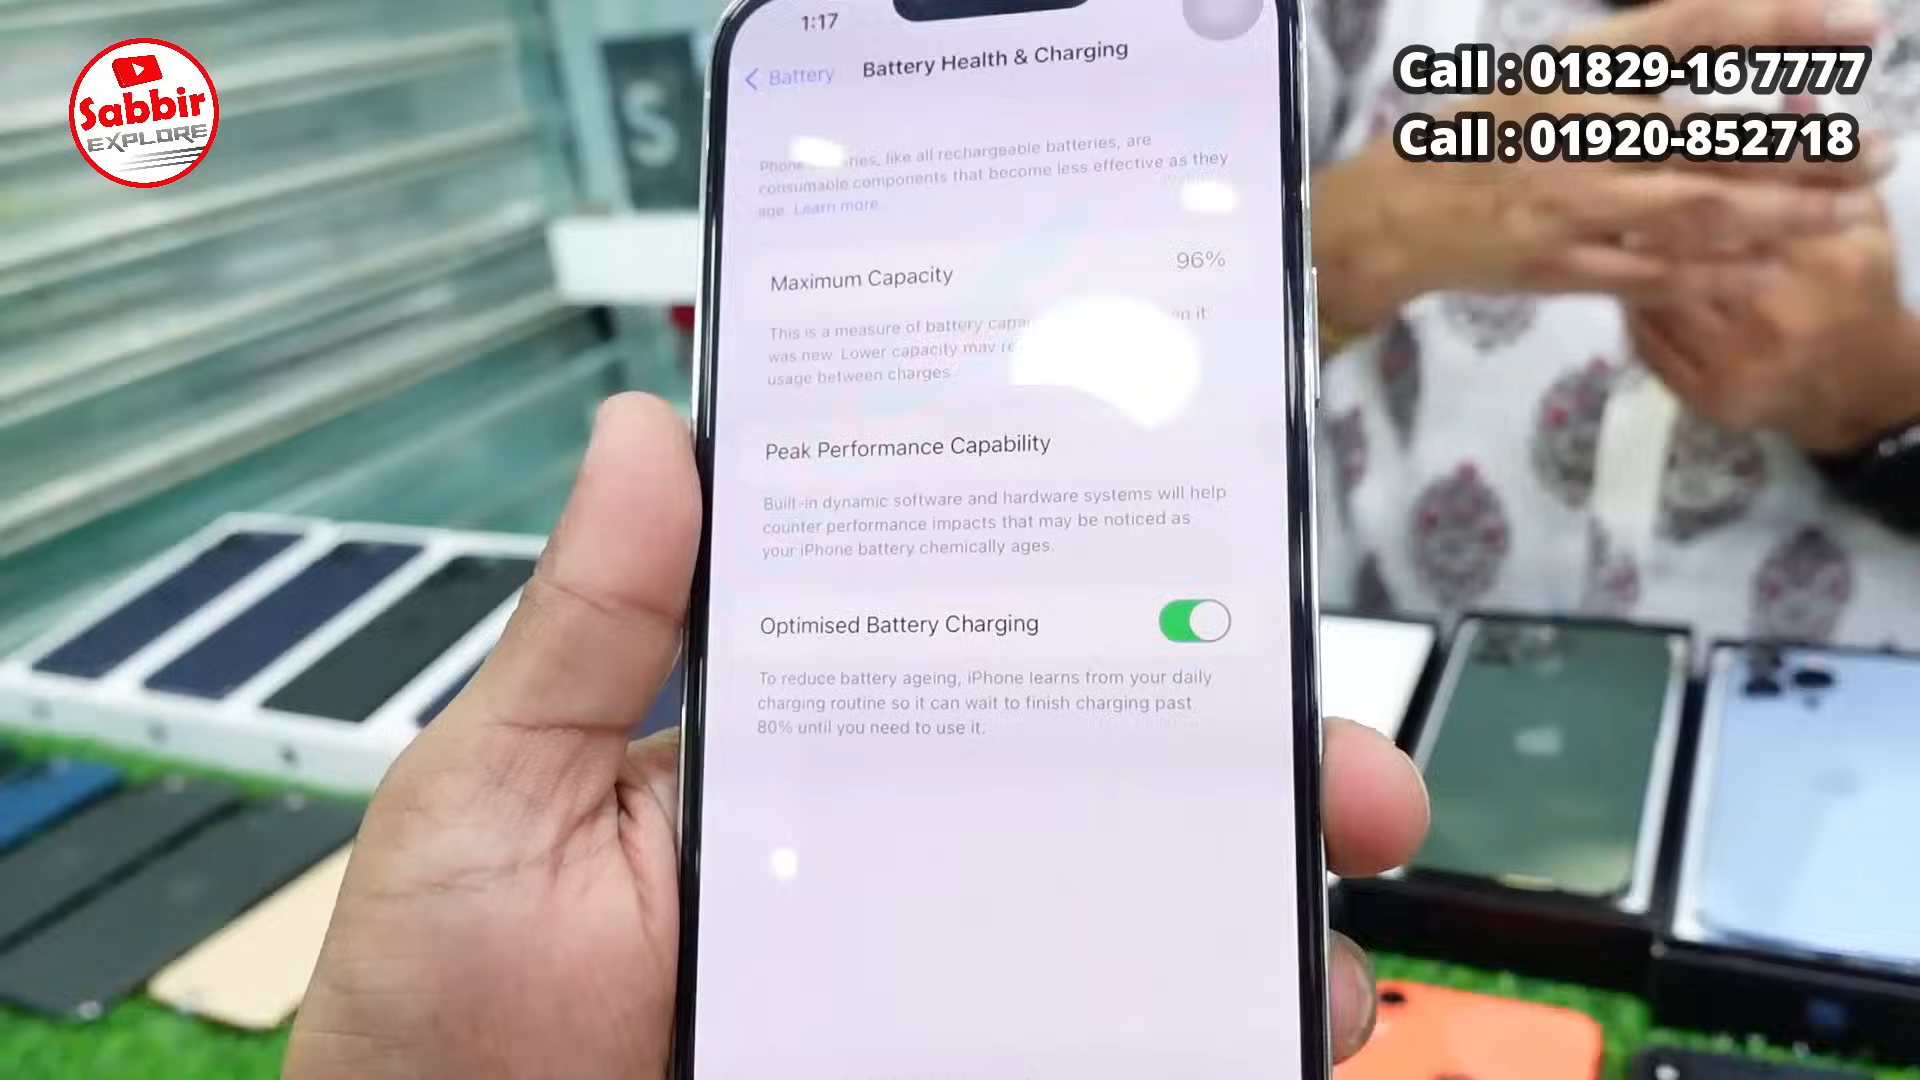 Sabbir
EXPLORE
Call : 01829-16 7777
Call : 01920-852718
1:17
Battery
Battery Health & Charging
Phone ries, like all rechargeable batteries, are
consumable components that become less effective as they
age. Learn more
Maximum Capacity 96%
This is a measure of battery capa it
was new. Lower capacity may re
usage between charges
Peak Performance Capability
Built-in dynamic software and hardware systems will help
counter performance impacts that may be noticed as
your iPhone battery chemically ages.
Optimised Battery Charging
To reduce battery ageing, iPhone learns from your daily
charging routine so it can wait to finish charging past
80% until you need to use it.
S